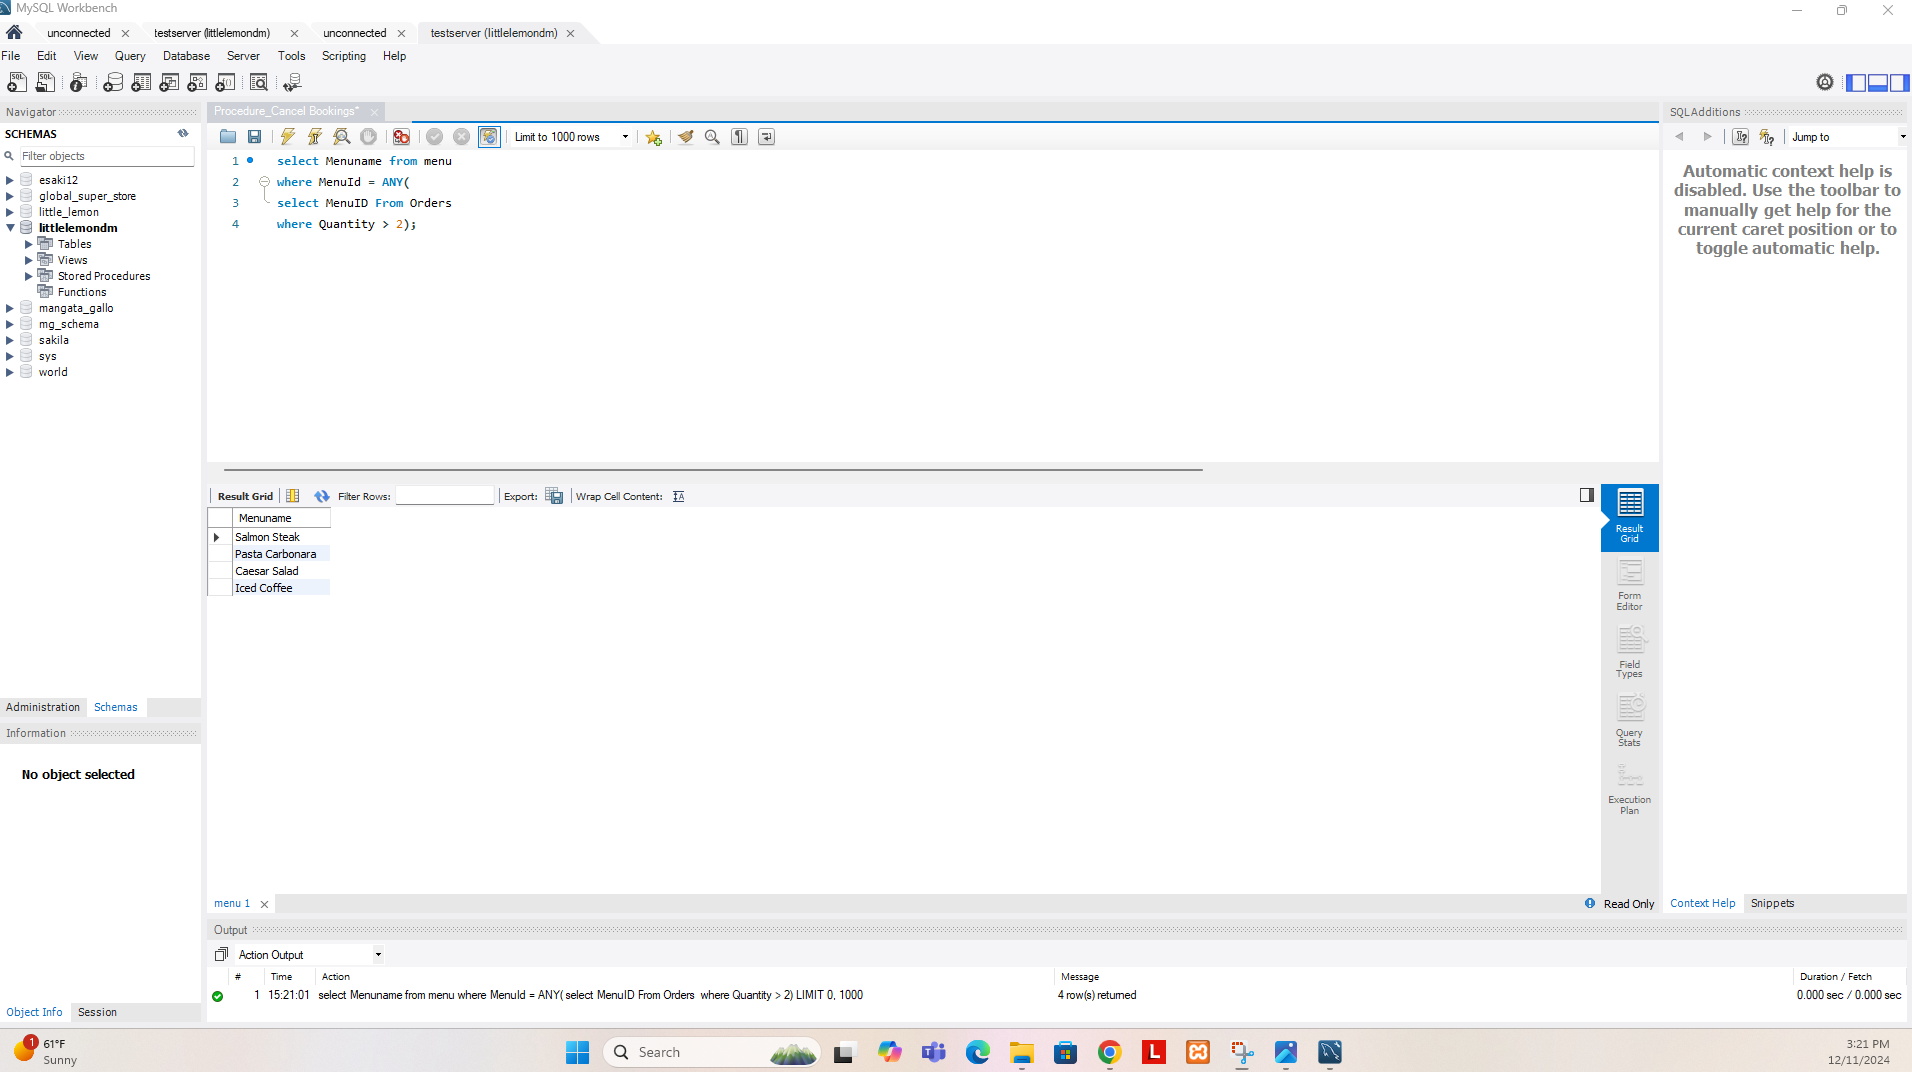 MySQL Workbench
unconnected
testserver (littlelemondm)
unconnected
testserver (littlelemondm)
File Edit View Query Database Server Tools Scripting Help
Navigator
SCHEMAS
Filter objects
esaki12
global_super_store
little_lemon
littlelemondm
Tables
Views
Stored Procedures
Functions
mangata_gallo
mg_schema
sakila
sys
world
Administration Schemas
Information
No object selected
Object Info Session
Procedure_Cancel Bookings*
Limit to 1000 rows
1 select Menuname from menu
2 where MenuId = ANY(
3 select MenuID From Orders
4 where Quantity > 2);
Result Grid Filter Rows: Export: Wrap Cell Content:
Menuname
Salmon Steak
Pasta Carbonara
Caesar Salad
Iced Coffee
Result
Grid
Form
Editor
Field
Types
Query
Stats
Execution
Plan
menu 1
Read Only
SQLAdditions
Jump to
Automatic context help is
disabled. Use the toolbar to
manually get help for the
current caret position or to
toggle automatic help.
Context Help Snippets
Output
Action Output
# Time Action Message Duration / Fetch
1 15:21:01 select Menuname from menu where MenuId = ANY( select MenuID From Orders where Quantity > 2) LIMIT 0, 1000 4 row(s) returned 0.000 sec / 0.000 sec
1
61°F
Sunny
Search
3:21 PM
12/11/2024